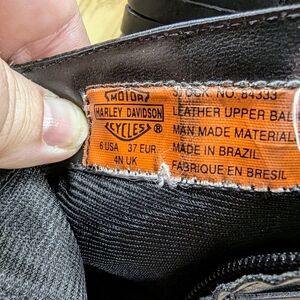 MOTOR
HARLEY-DAVIDSON
CYCLES ®
6 USA 37 EUR
4N UK
STOCK NO. 84333
LEATHER UPPER BAL
MAN MADE MATERIAL
MADE IN BRAZIL
FABRIQUE EN BRESIL